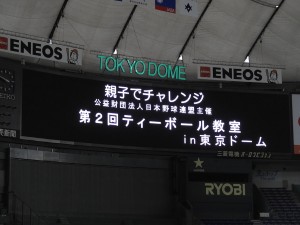 ENEOS
ENEOS
TOKYO DOME
親子でチャレンジ
公益財団法人日本野球連盟主催
第2回ティーボール教室
in東京ドーム
RYOBI